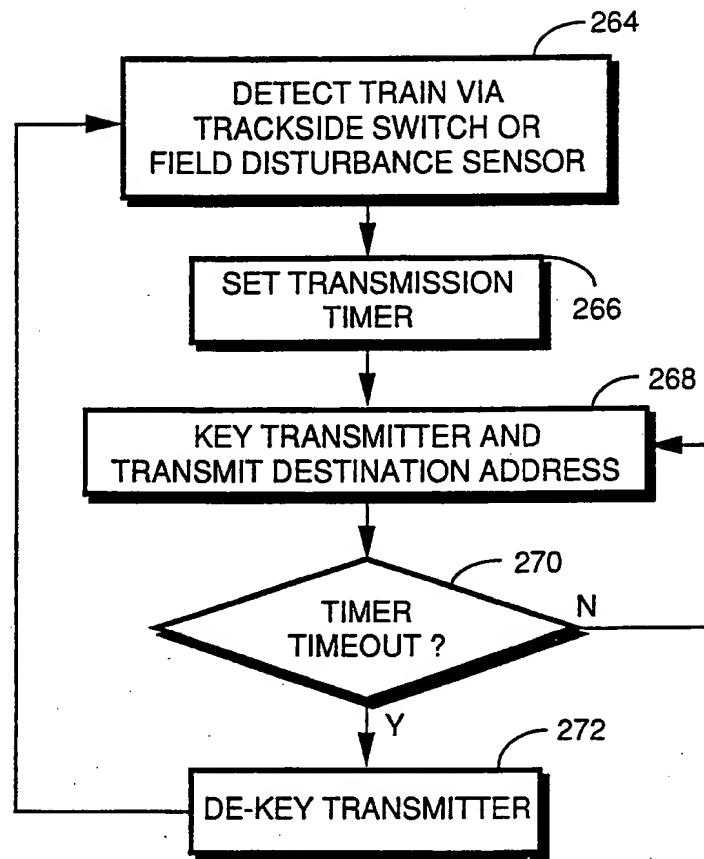 264
DETECT TRAIN VIA
TRACKSIDE SWITCH OR
FIELD DISTURBANCE SENSOR
SET TRANSMISSION
TIMER
266
268
KEY TRANSMITTER AND
TRANSMIT DESTINATION ADDRESS
270
TIMER
TIMEOUT ?
N
Y
272
DE-KEY TRANSMITTER